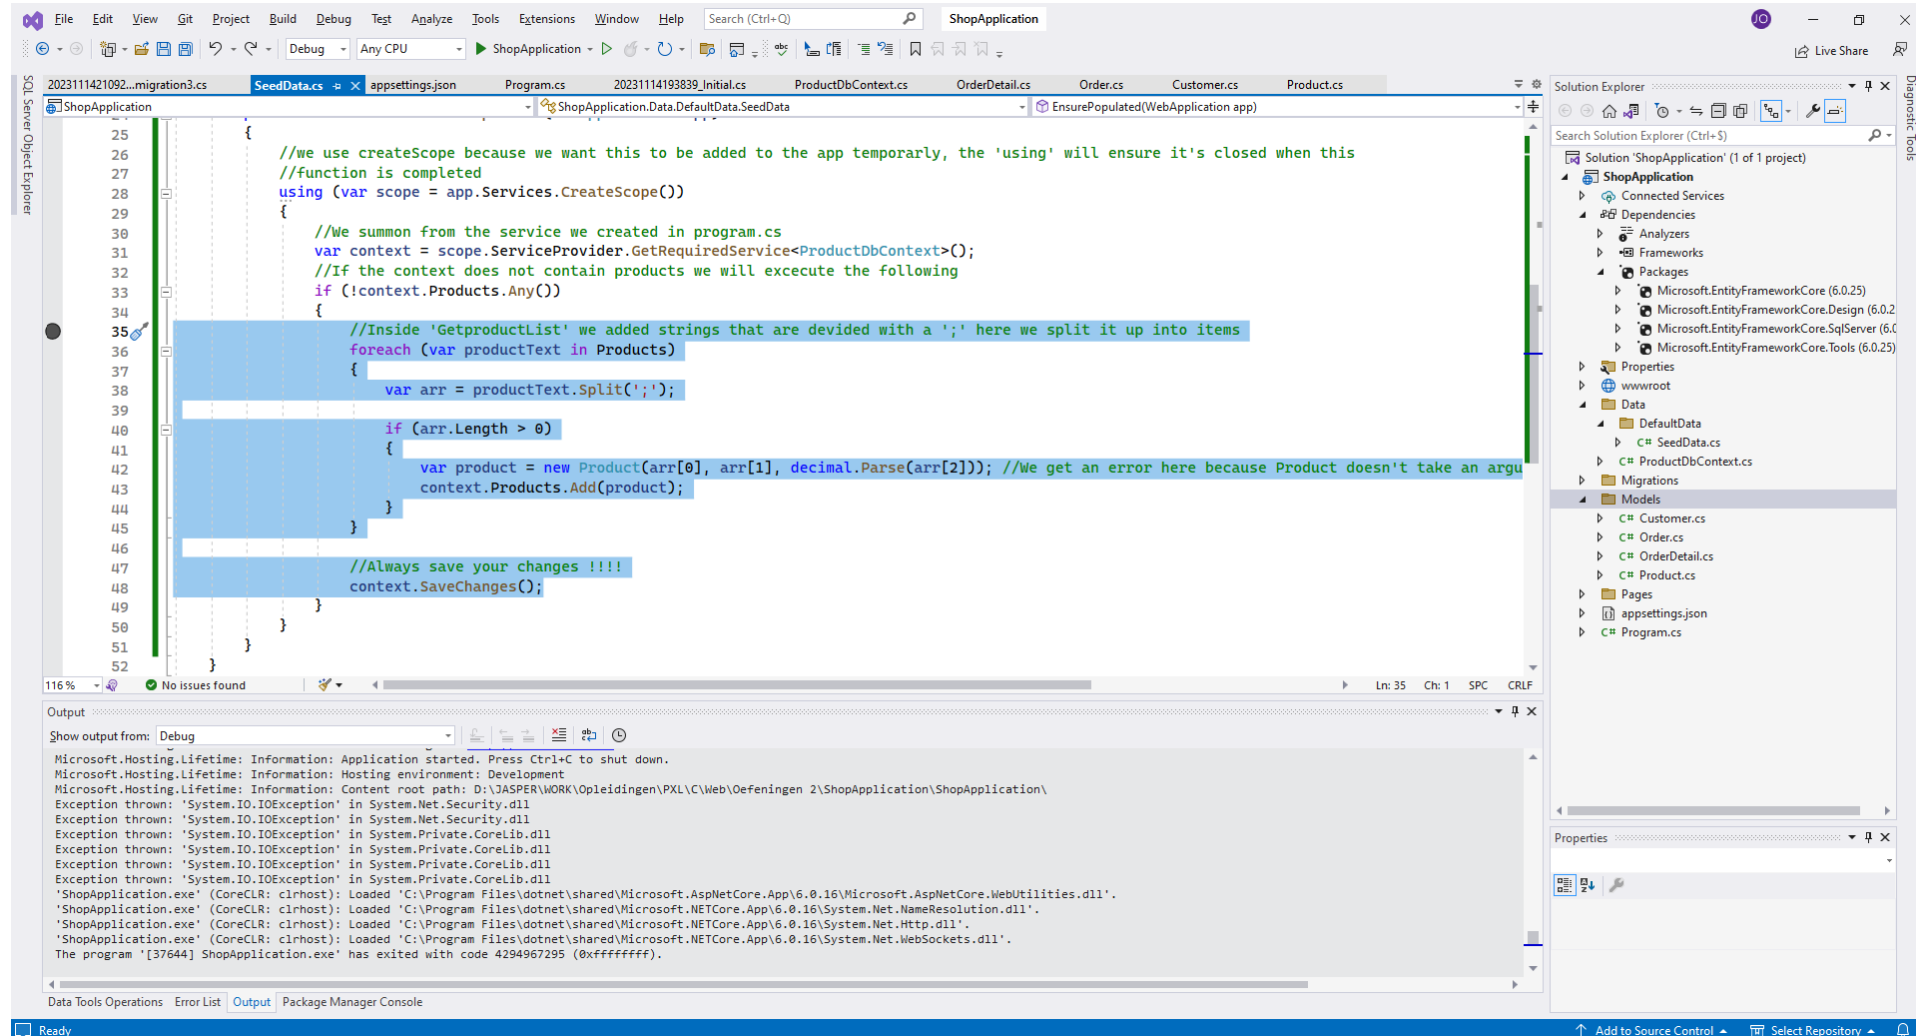 File Edit View Git Project Build Debug Test Analyze Tools Extensions Window Help Search (Ctrl+Q) ShopApplication JO
Debug Any CPU ShopApplication Live Share
SQL Server Object Explorer
Diagnostic Tools
2023111421092...migration3.cs SeedData.cs appsettings.json Program.cs 20231114193839_Initial.cs ProductDbContext.cs OrderDetail.cs Order.cs Customer.cs Product.cs
ShopApplication ShopApplication.Data.DefaultData.SeedData EnsurePopulated(WebApplication app)
25 {
26 //we use createScope because we want this to be added to the app temporarly, the 'using' will ensure it's closed when this
27 //function is completed
28 using (var scope = app.Services.CreateScope())
29 {
30 //We summon from the service we created in program.cs
31 var context = scope.ServiceProvider.GetRequiredService<ProductDbContext>();
32 //If the context does not contain products we will excecute the following
33 if (!context.Products.Any())
34 {
35 //Inside 'GetproductList' we added strings that are devided with a ';' here we split it up into items
36 foreach (var productText in Products)
37 {
38 var arr = productText.Split(';');
39
40 if (arr.Length > 0)
41 {
42 var product = new Product(arr[0], arr[1], decimal.Parse(arr[2])); //We get an error here because Product doesn't take an argu
43 context.Products.Add(product);
44 }
45 }
46
47 //Always save your changes !!!!
48 context.SaveChanges();
49 }
50 }
51 }
52 }
116 % No issues found Ln: 35 Ch: 1 SPC CRLF
Output
Show output from: Debug
Microsoft.Hosting.Lifetime: Information: Application started. Press Ctrl+C to shut down.
Microsoft.Hosting.Lifetime: Information: Hosting environment: Development
Microsoft.Hosting.Lifetime: Information: Content root path: D:\JASPER\WORK\Opleidingen\PXL\C\Web\Oefeningen 2\ShopApplication\ShopApplication\
Exception thrown: 'System.IO.IOException' in System.Net.Security.dll
Exception thrown: 'System.IO.IOException' in System.Net.Security.dll
Exception thrown: 'System.IO.IOException' in System.Private.CoreLib.dll
Exception thrown: 'System.IO.IOException' in System.Private.CoreLib.dll
Exception thrown: 'System.IO.IOException' in System.Private.CoreLib.dll
Exception thrown: 'System.IO.IOException' in System.Private.CoreLib.dll
'ShopApplication.exe' (CoreCLR: clrhost): Loaded 'C:\Program Files\dotnet\shared\Microsoft.AspNetCore.App\6.0.16\Microsoft.AspNetCore.WebUtilities.dll'.
'ShopApplication.exe' (CoreCLR: clrhost): Loaded 'C:\Program Files\dotnet\shared\Microsoft.NETCore.App\6.0.16\System.Net.NameResolution.dll'.
'ShopApplication.exe' (CoreCLR: clrhost): Loaded 'C:\Program Files\dotnet\shared\Microsoft.NETCore.App\6.0.16\System.Net.Http.dll'.
'ShopApplication.exe' (CoreCLR: clrhost): Loaded 'C:\Program Files\dotnet\shared\Microsoft.NETCore.App\6.0.16\System.Net.WebSockets.dll'.
The program '[37644] ShopApplication.exe' has exited with code 4294967295 (0xffffffff).
Data Tools Operations Error List Output Package Manager Console
Solution Explorer
Search Solution Explorer (Ctrl+$)
Solution 'ShopApplication' (1 of 1 project)
ShopApplication
Connected Services
Dependencies
Analyzers
Frameworks
Packages
Microsoft.EntityFrameworkCore (6.0.25)
Microsoft.EntityFrameworkCore.Design (6.0.2
Microsoft.EntityFrameworkCore.SqlServer (6.0
Microsoft.EntityFrameworkCore.Tools (6.0.25)
Properties
wwwroot
Data
DefaultData
C# SeedData.cs
C# ProductDbContext.cs
Migrations
Models
C# Customer.cs
C# Order.cs
C# OrderDetail.cs
C# Product.cs
Pages
appsettings.json
C# Program.cs
Properties
Ready Add to Source Control Select Repository